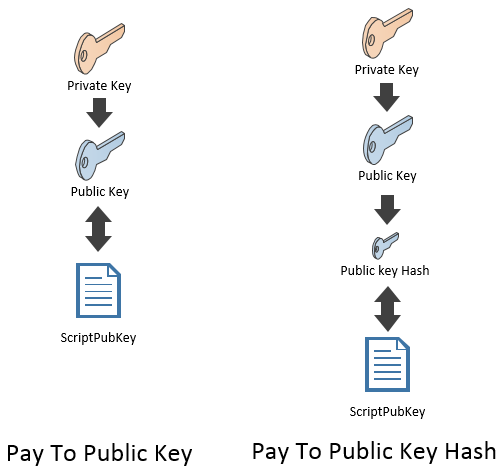 Private Key
Public Key
ScriptPubKey
Pay To Public Key
Private Key
Public Key
Public key Hash
ScriptPubKey
Pay To Public Key Hash